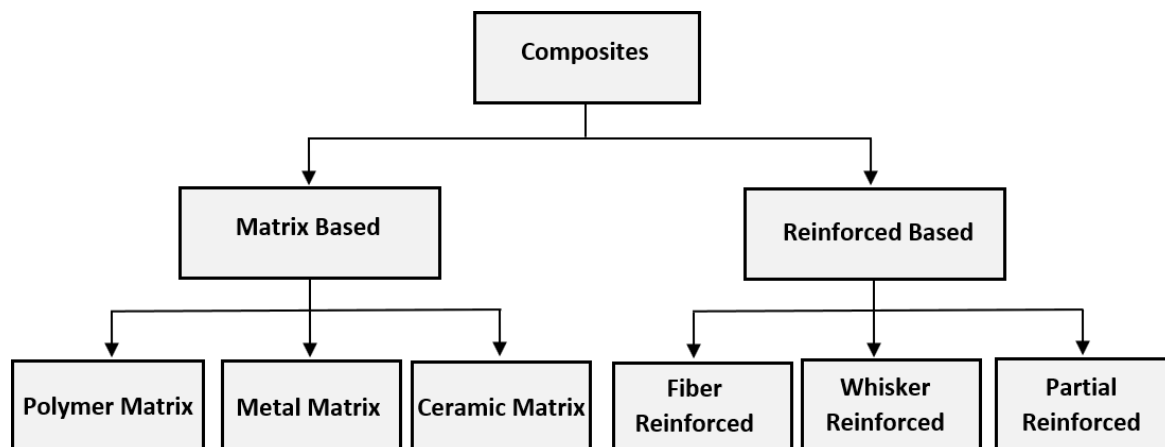 Composites
Matrix Based
Reinforced Based
Polymer Matrix
Metal Matrix
Ceramic Matrix
Fiber
Reinforced
Whisker
Reinforced
Partial
Reinforced